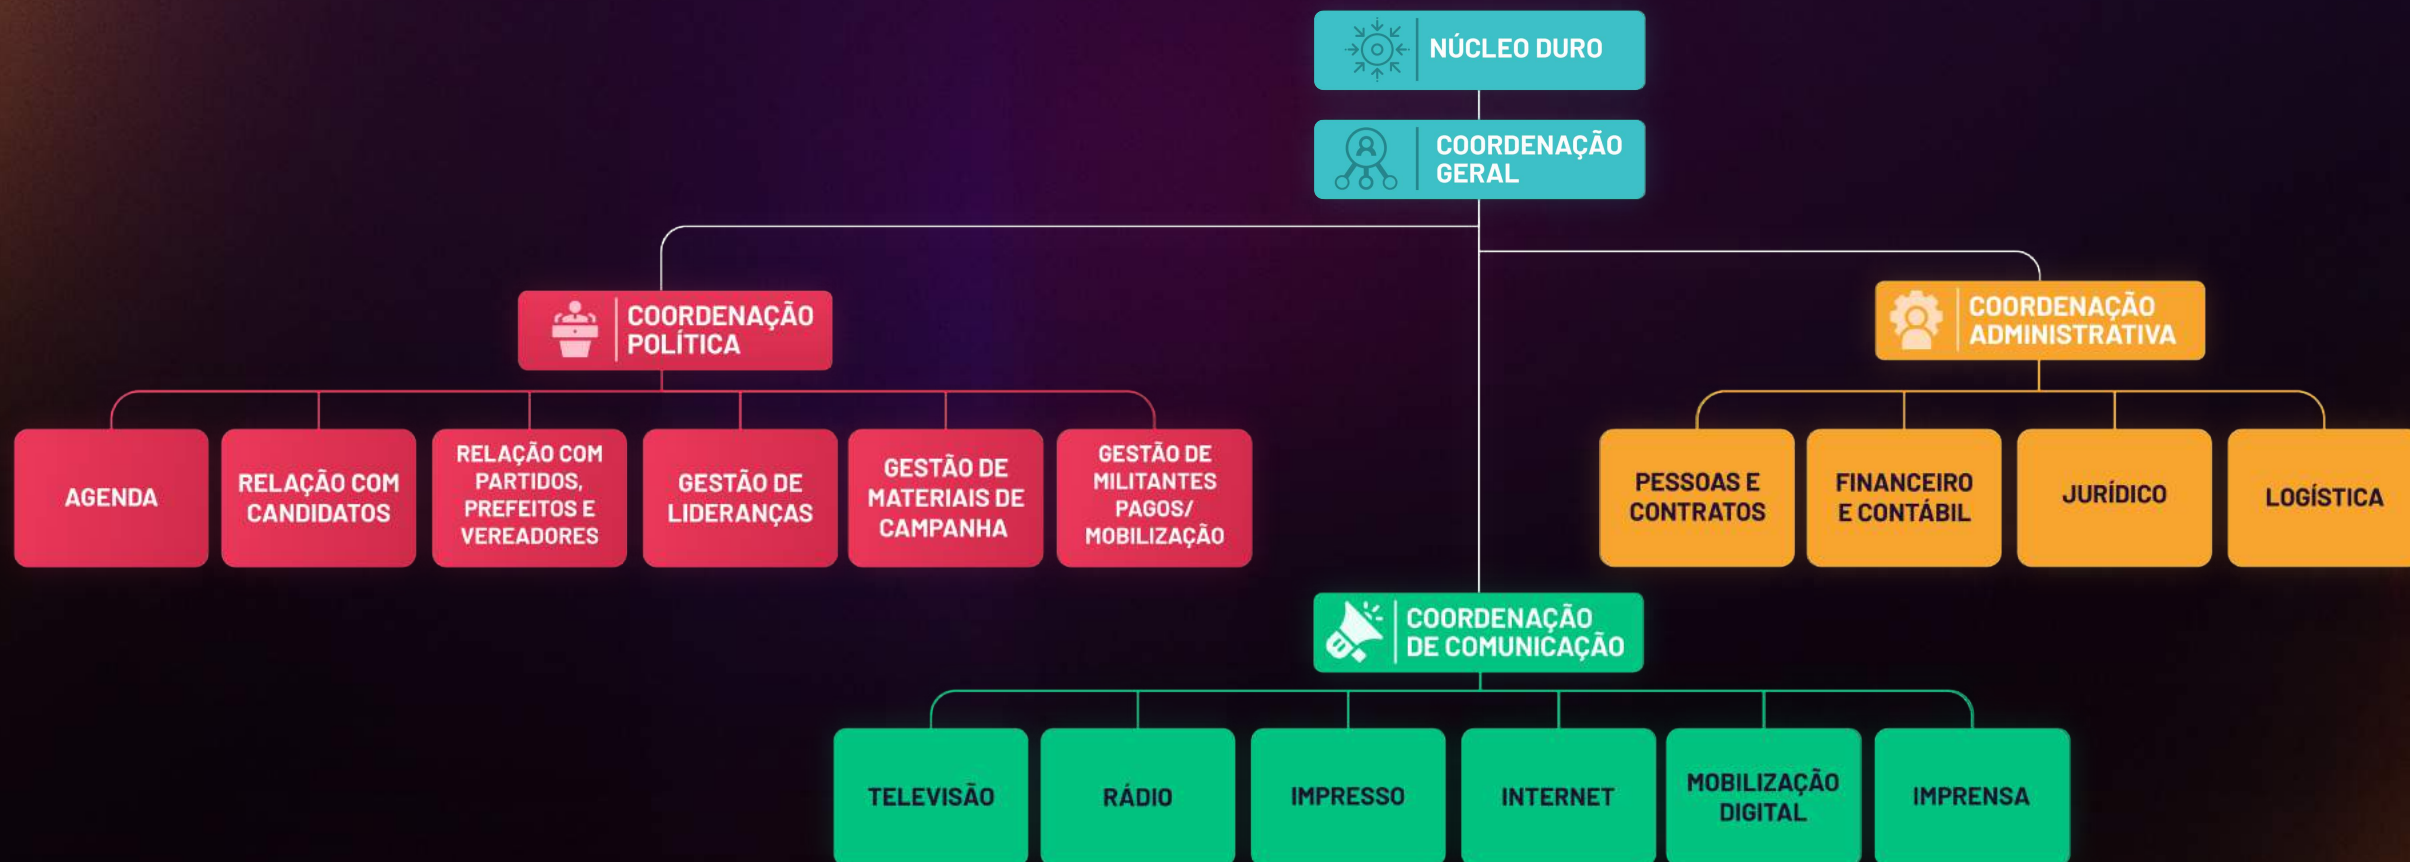 NÚCLEO DURO
COORDENAÇÃO
GERAL
COORDENAÇÃO
POLÍTICA
COORDENAÇÃO
ADMINISTRATIVA
AGENDA
RELAÇÃO COM
CANDIDATOS
RELAÇÃO COM
PARTIDOS,
PREFEITOS E
VEREADORES
GESTÃO DE
LIDERANÇAS
GESTÃO DE
MATERIAIS DE
CAMPANHA
GESTÃO DE
MILITANTES
PAGOS/
MOBILIZAÇÃO
PESSOAS E
CONTRATOS
FINANCEIRO
E CONTÁBIL
JURÍDICO
LOGÍSTICA
COORDENAÇÃO
DE COMUNICAÇÃO
TELEVISÃO
RÁDIO
IMPRESSO
INTERNET
MOBILIZAÇÃO
DIGITAL
IMPRENSA